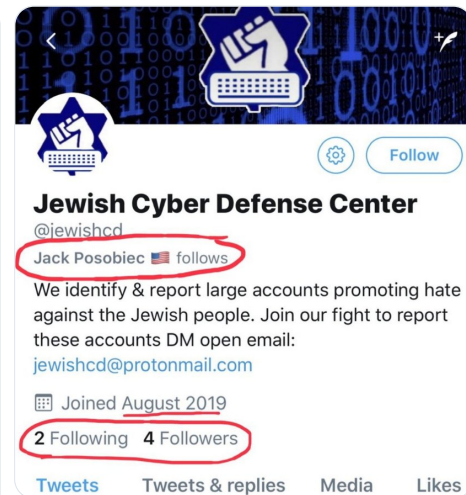 Follow
Jewish Cyber Defense Center
@jewishcd
Jack Posobiec 🇺🇸 follows
We identify & report large accounts promoting hate
against the Jewish people. Join our fight to report
these accounts DM open email:
jewishcd@protonmail.com
Joined August 2019
2 Following 4 Followers
Tweets Tweets & replies Media Likes